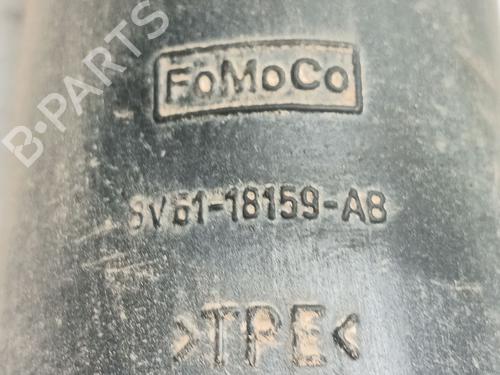 B-PARTS
FoMoCo
8V61-18159-AB
>TPE<